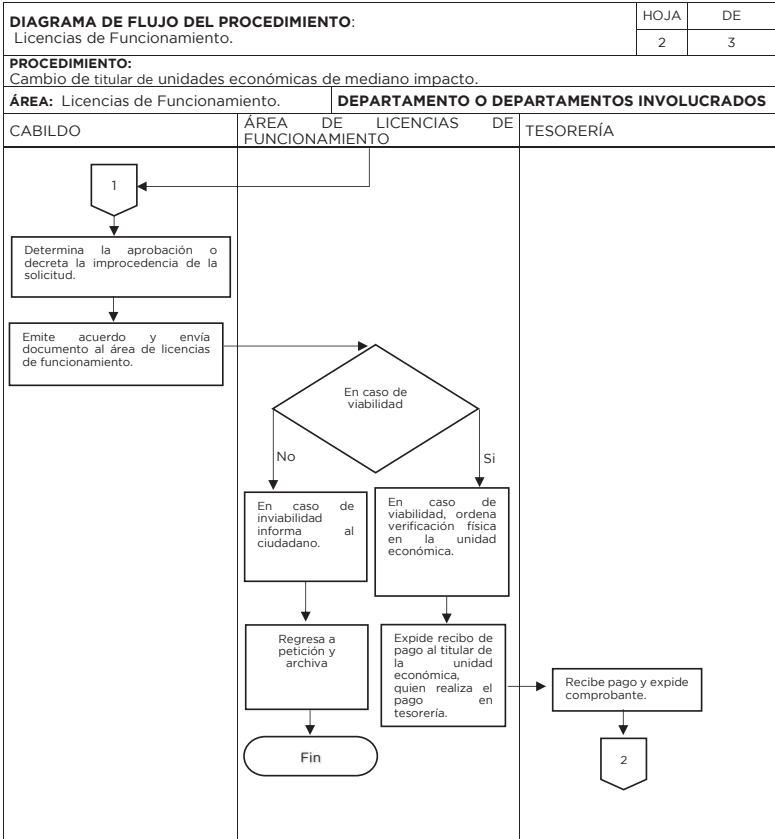 DIAGRAMA DE FLUJO DEL PROCEDIMIENTO:
Licencias de Funcionamiento.
HOJA DE
2 3
PROCEDIMIENTO:
Cambio de titular de unidades económicas de mediano impacto.
ÁREA: Licencias de Funcionamiento.
DEPARTAMENTO O DEPARTAMENTOS INVOLUCRADOS
CABILDO
ÁREA DE LICENCIAS DE
FUNCIONAMIENTO
TESORERÍA
1
Determina la aprobación o
decreta la improcedencia de la
solicitud.
Emite acuerdo y envía
documento al área de licencias
de funcionamiento.
En caso de
viabilidad
No
Si
En caso de
inviabilidad
informa al
ciudadano.
En caso de
viabilidad, ordena
verificación física
en la unidad
económica.
Regresa a
petición y
archiva
Expide recibo de
pago al titular de
la unidad
económica,
quien realiza el
pago en
tesorería.
Recibe pago y expide
comprobante.
Fin
2